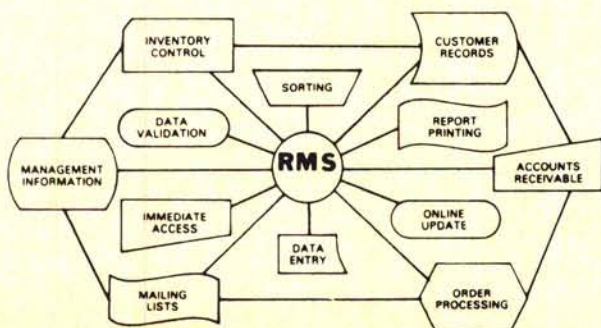 INVENTORY
CONTROL
CUSTOMER
RECORDS
SORTING
DATA
VALIDATION
REPORT
PRINTING
RMS
MANAGEMENT
INFORMATION
ACCOUNTS
RECEIVABLE
IMMEDIATE
ACCESS
ONLINE
UPDATE
DATA
ENTRY
MAILING
LISTS
ORDER
PROCESSING